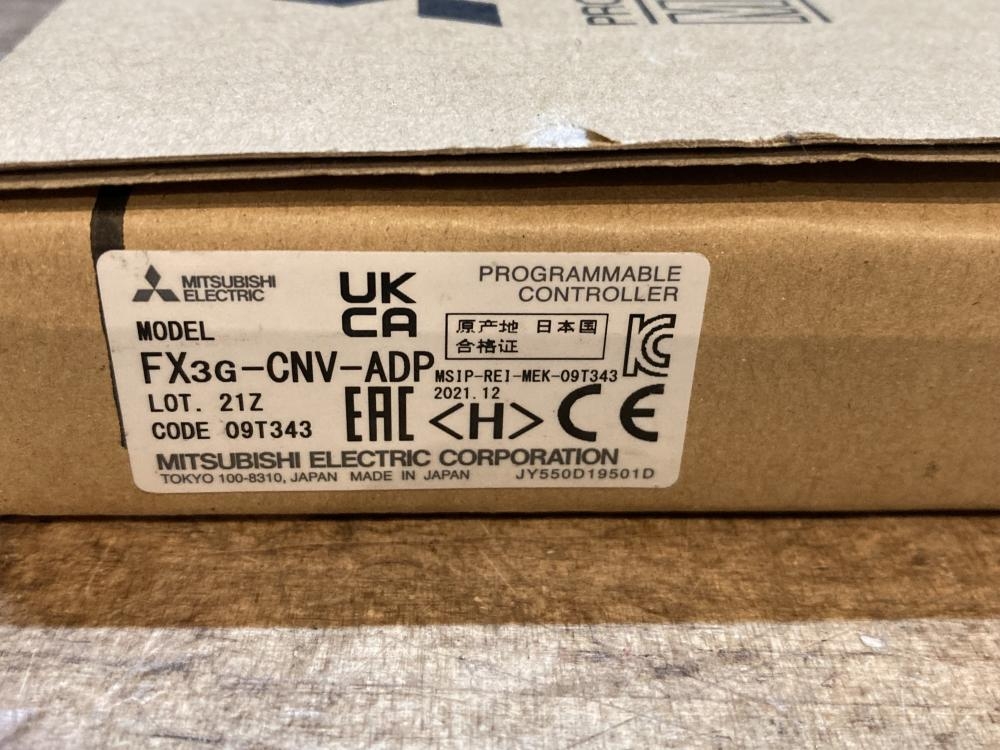 PRO
MITSUBISHI
ELECTRIC
UK
CA
PROGRAMMABLE
CONTROLLER
MODEL
原产地 日本国
合格证
FX3G-CNV-ADP
MSIP-REI-MEK-09T343
LOT. 21Z
2021.12
CODE 09T343
EAC
<H>
CE
MITSUBISHI ELECTRIC CORPORATION
TOKYO 100-8310, JAPAN MADE IN JAPAN
JY550D19501D